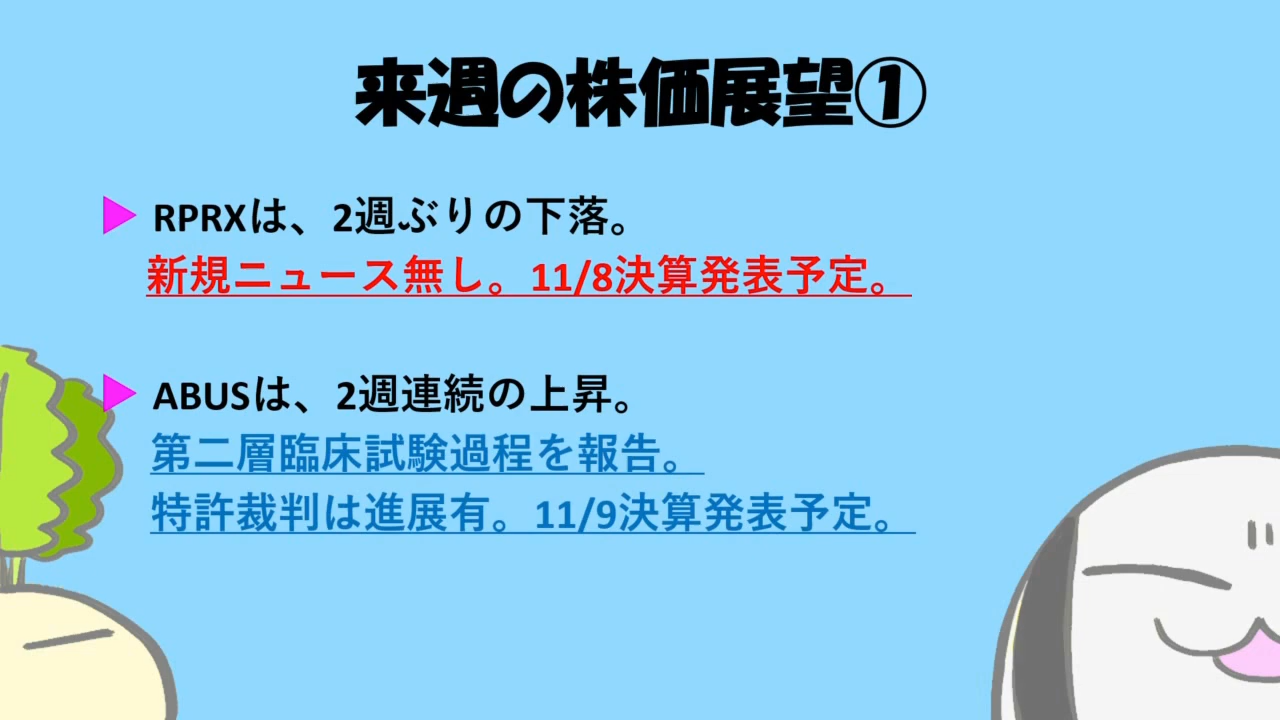 来週の株価展望①
RPRXは、2週ぶりの下落。
新規ニュース無し。11/8決算発表予定。
ABUSは、2週連続の上昇。
第二層臨床試験過程を報告。
特許裁判は進展有。11/9決算発表予定。